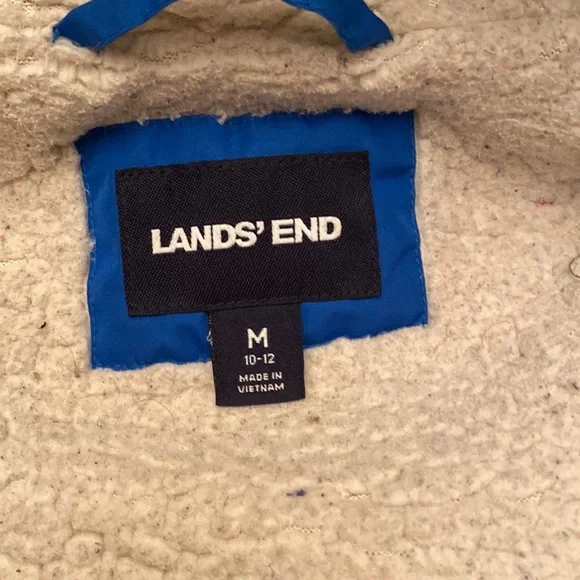 LANDS' END
M
10-12
MADE IN
VIETNAM